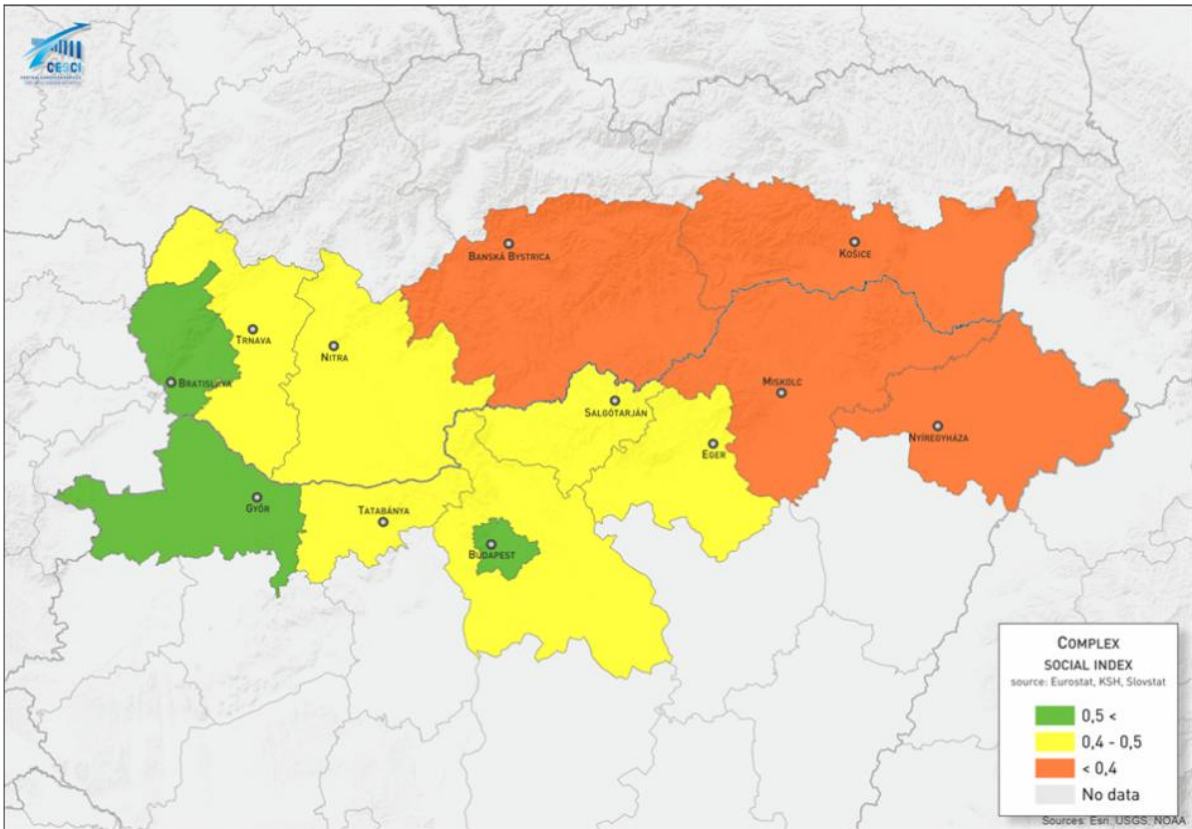 CESCI
BANSKÁ BYSTRICA
KOŠICE
TRNAVA
NITRA
BRATISLAVA
MISKOLC
SALGÓTARJÁN
NYÍREGYHÁZA
EGER
GYŐR
TATABÁNYA
BUDAPEST
COMPLEX
SOCIAL INDEX
source: Eurostat, KSH, Slovstat
0,5 <
0,4 - 0,5
< 0,4
No data
Sources: Esri, USGS, NOAA